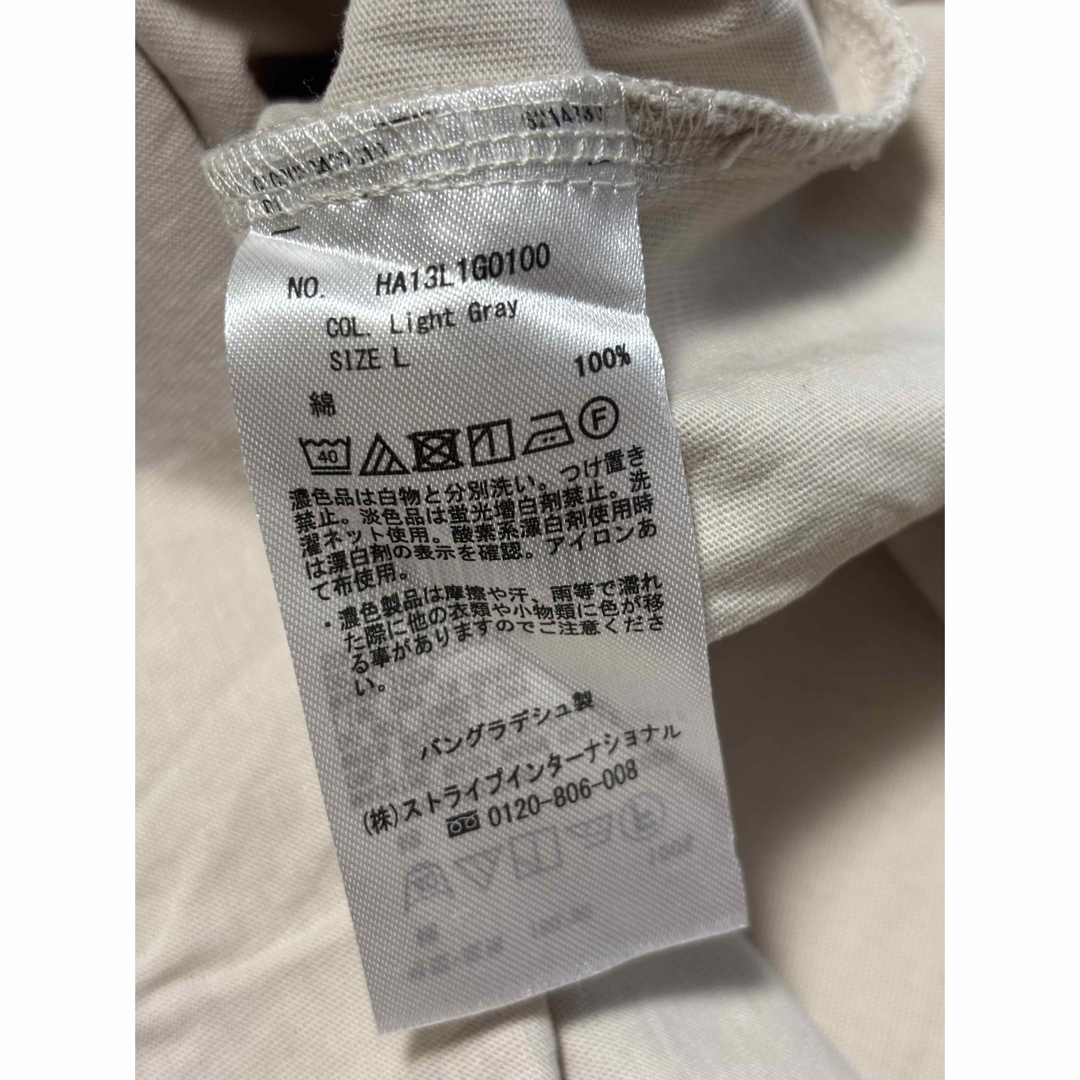 NO. HA13L1G0100
COL. Light Gray
SIZE L
綿 100%
40 F
濃色品は白物と分別洗い。つけ置き
禁止。淡色品は蛍光増白剤禁止。洗
濯ネット使用。酸素系漂白剤使用時
は漂白剤の表示を確認。アイロンあ
て布使用。
・濃色製品は摩擦や汗、雨等で濡れ
た際に他の衣類や小物類に色が移
る事がありますのでご注意くださ
い。
バングラデシュ製
(株)ストライプインターナショナル
0120-806-008